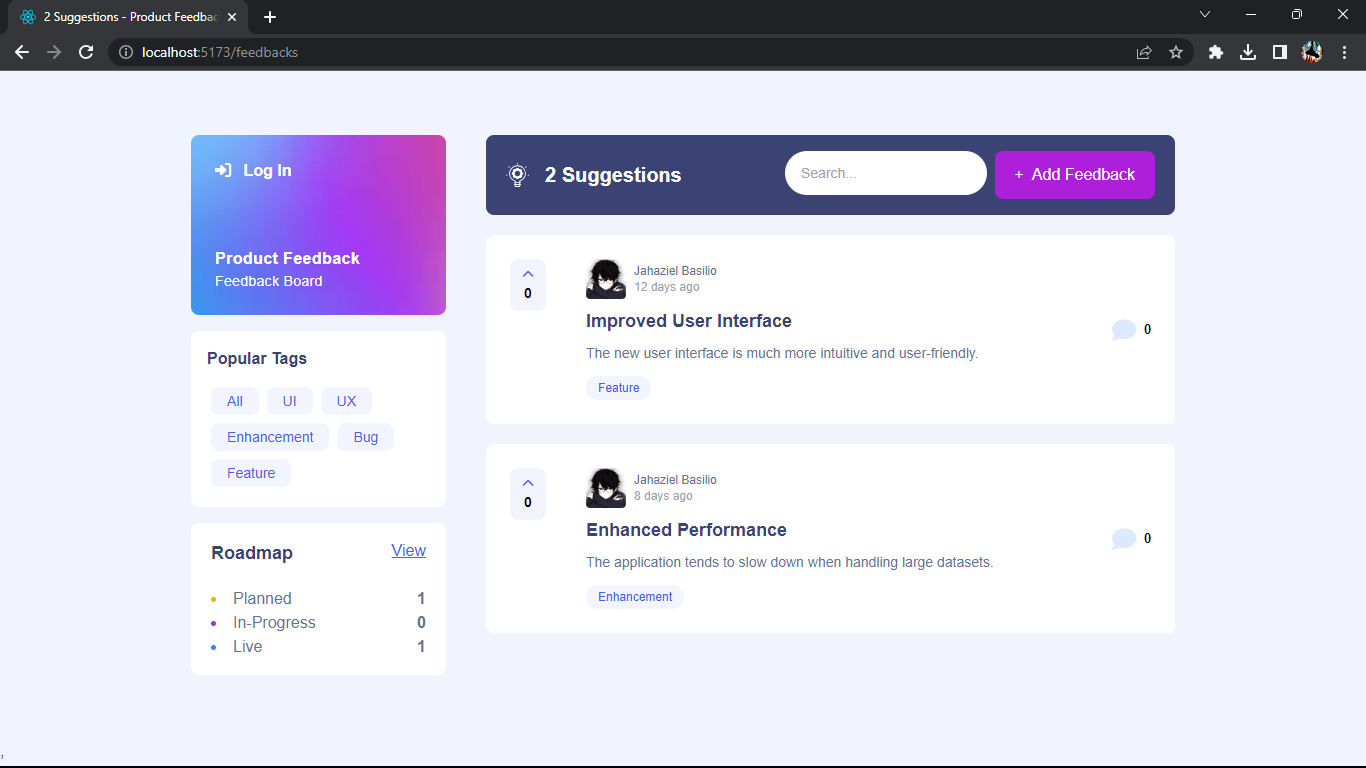 2 Suggestions - Product Feedbac
localhost:5173/feedbacks
Log In
Product Feedback
Feedback Board
Popular Tags
All UI UX
Enhancement Bug
Feature
Roadmap View
Planned 1
In-Progress 0
Live 1
2 Suggestions Search... + Add Feedback
0
Jahaziel Basilio
12 days ago
Improved User Interface
The new user interface is much more intuitive and user-friendly.
Feature
0
0
Jahaziel Basilio
8 days ago
Enhanced Performance
The application tends to slow down when handling large datasets.
Enhancement
0
,